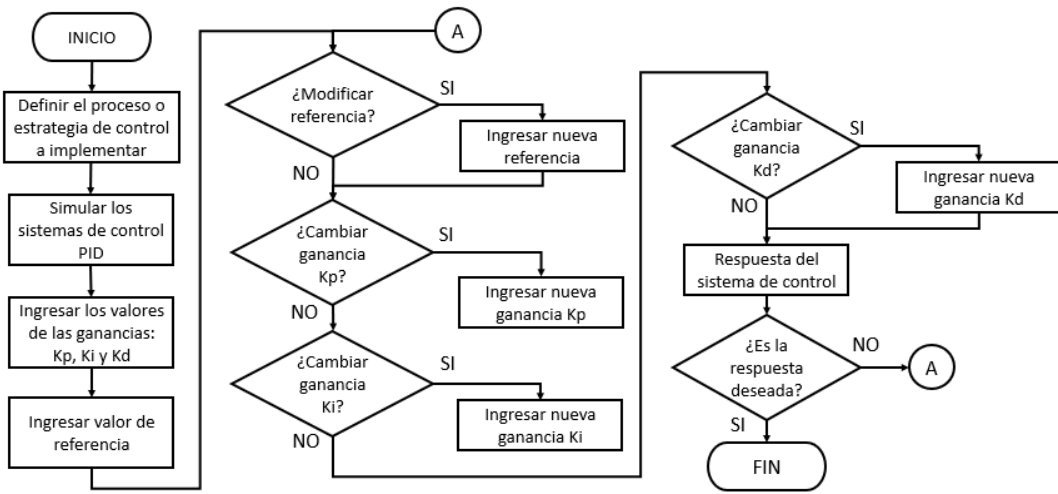 INICIO
Definir el proceso o
estrategia de control
a implementar
Simular los
sistemas de control
PID
Ingresar los valores
de las ganancias:
Kp, Ki y Kd
Ingresar valor de
referencia
A
¿Modificar
referencia?
SI
Ingresar nueva
referencia
NO
¿Cambiar
ganancia
Kp?
SI
Ingresar nueva
ganancia Kp
NO
¿Cambiar
ganancia
Ki?
SI
Ingresar nueva
ganancia Ki
NO
¿Cambiar
ganancia
Kd?
SI
Ingresar nueva
ganancia Kd
NO
Respuesta del
sistema de control
¿Es la
respuesta
deseada?
NO
A
SI
FIN